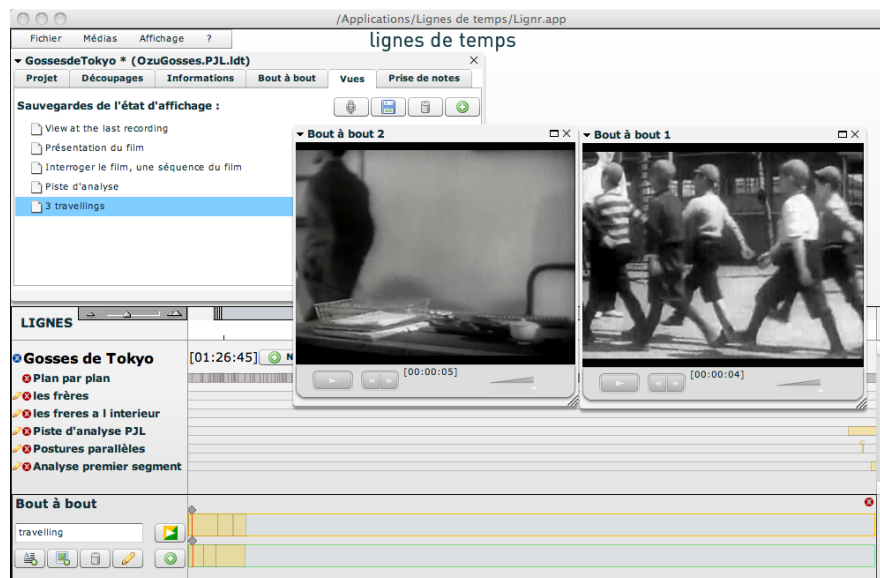 /Applications/Lignes de temps/Lignr.app
Fichier Médias Affichage ?
lignes de temps
GossesdeTokyo * (OzuGosses.PJL.ldt)
Projet Découpages Informations Bout à bout Vues Prise de notes
Sauvegardes de l'état d'affichage :
View at the last recording
Présentation du film
Interroger le film, une séquence du film
Piste d'analyse
3 travellings
Bout à bout 2
[00:00:05]
Bout à bout 1
[00:00:04]
LIGNES
Gosses de Tokyo [01:26:45] N
Plan par plan
les frères
les freres a l interieur
Piste d'analyse PJL
Postures parallèles
Analyse premier segment
Bout à bout
travelling